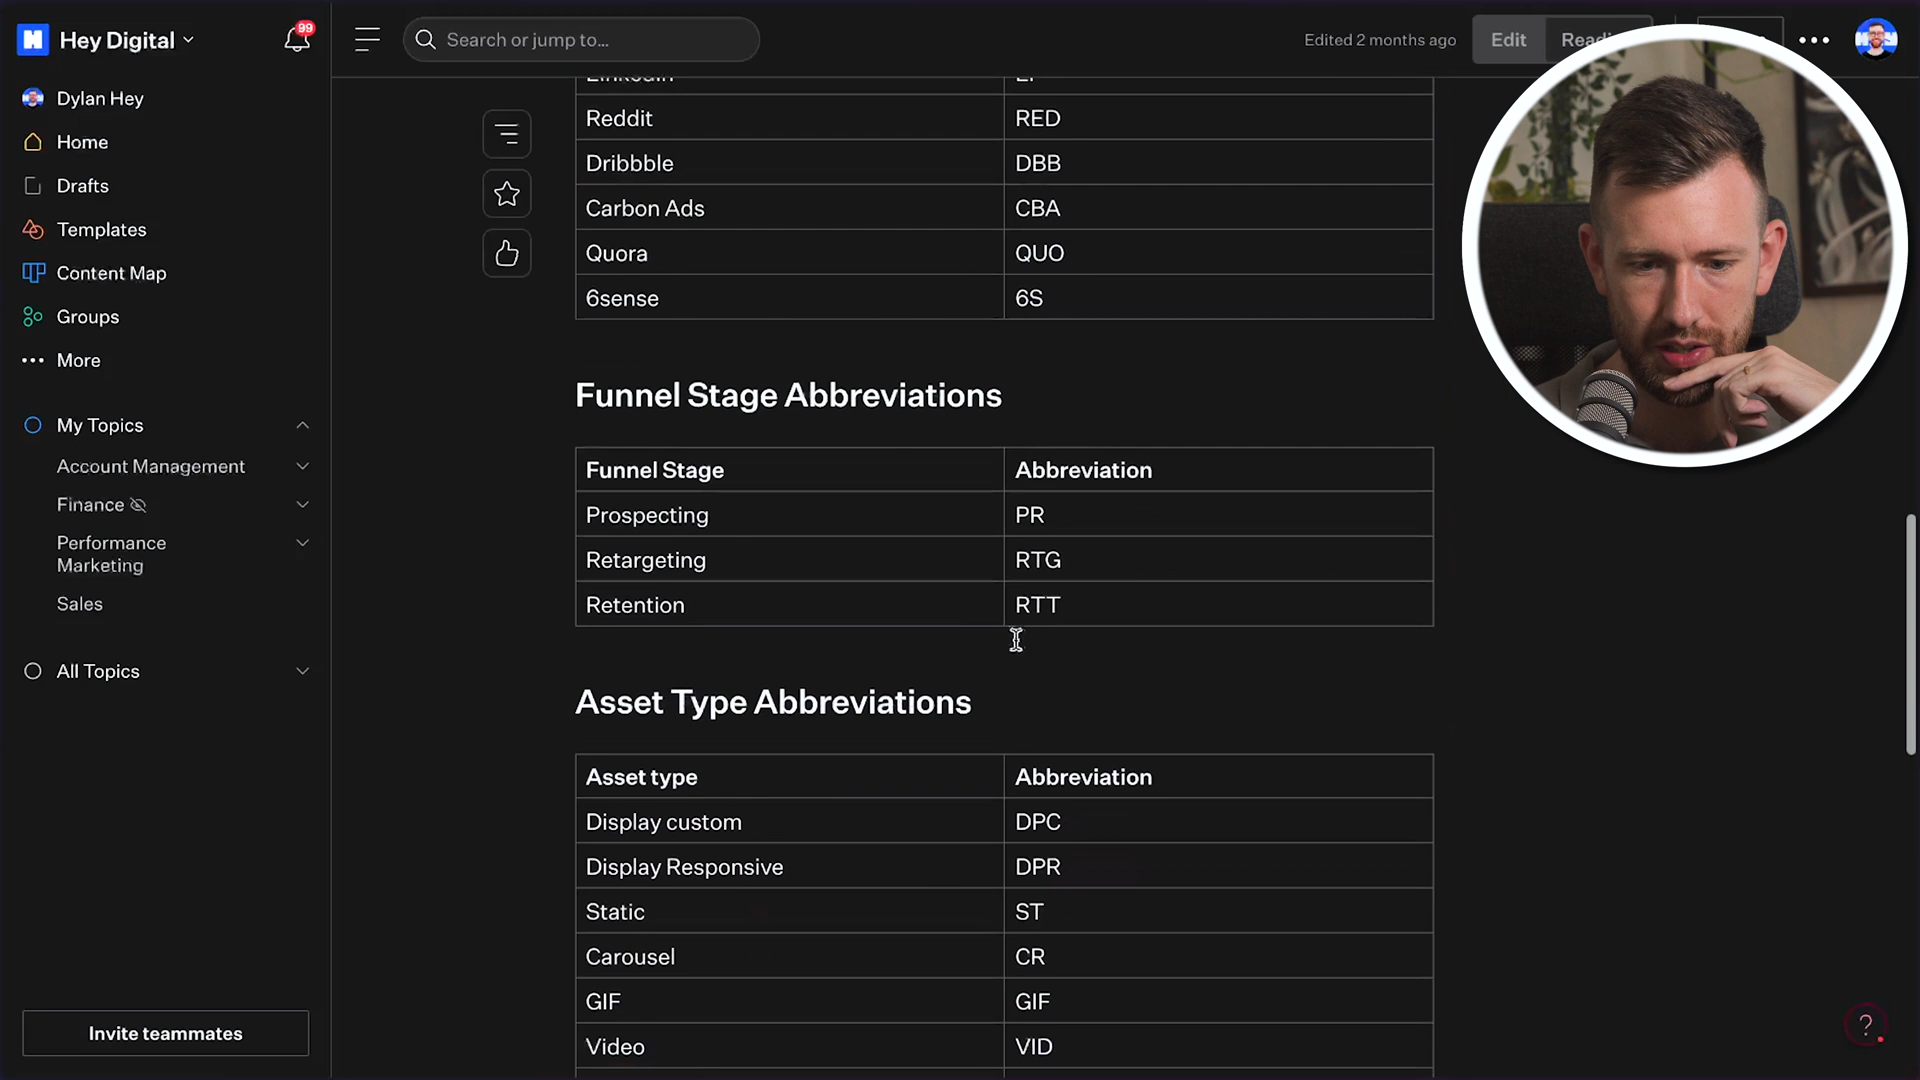 Hey Digital
99
Search or jump to...
Edited 2 months ago
Edit
Dylan Hey
Home
Drafts
Templates
Content Map
Groups
More
My Topics
Account Management
Finance
Performance
Marketing
Sales
All Topics
Invite teammates
LinkedIn
Reddit RED
Dribbble DBB
Carbon Ads CBA
Quora QUO
6sense 6S
Funnel Stage Abbreviations
Funnel Stage Abbreviation
Prospecting PR
Retargeting RTG
Retention RTT
Asset Type Abbreviations
Asset type Abbreviation
Display custom DPC
Display Responsive DPR
Static ST
Carousel CR
GIF GIF
Video VID
?